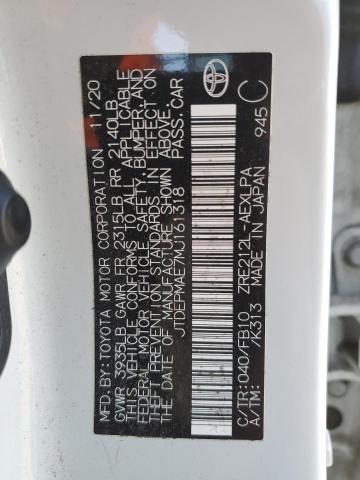 MFD.BY:TOYOTA MOTOR CORPORATION 11/20
GVWR 3935LB GAWR FR 2315LB RR 2140LB
THIS VEHICLE CONFORMS TO ALL APPLICABLE
FEDERAL MOTOR VEHICLE SAFETY, BUMPER, AND
THEFT PREVENTION STANDARDS IN EFFECT ON
THE DATE OF MANUFACTURE SHOWN ABOVE.
JTDEPMAE7MJ161318 PASS.CAR
C/TR:040/FB10 ZRE212L-AEXLPA
A/TM: /K313 MADE IN JAPAN 945 C
TOYOTA